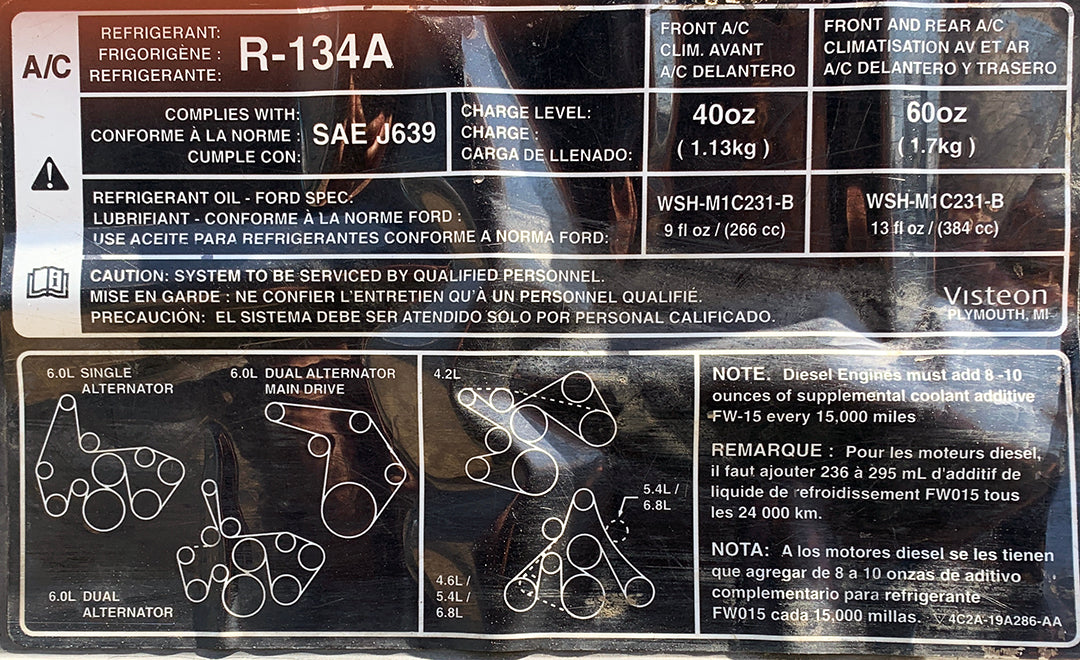 A/C
REFRIGERANT:
FRIGORIGÈNE :
REFRIGERANTE:
R-134A
FRONT A/C
CLIM. AVANT
A/C DELANTERO
FRONT AND REAR A/C
CLIMATISATION AV ET AR
A/C DELANTERO Y TRASERO
COMPLIES WITH:
CONFORME À LA NORME :
CUMPLE CON:
SAE J639
CHARGE LEVEL:
CHARGE :
CARGA DE LLENADO:
40oz
( 1.13kg )
60oz
( 1.7kg )
REFRIGERANT OIL - FORD SPEC:
LUBRIFIANT - CONFORME À LA NORME FORD :
USE ACEITE PARA REFRIGERANTES CONFORME A NORMA FORD:
WSH-M1C231-B
9 fl oz / (266 cc)
WSH-M1C231-B
13 fl oz / (384 cc)
CAUTION: SYSTEM TO BE SERVICED BY QUALIFIED PERSONNEL.
MISE EN GARDE : NE CONFIER L'ENTRETIEN QU'À UN PERSONNEL QUALIFIÉ.
PRECAUCIÓN: EL SISTEMA DEBE SER ATENDIDO SÓLO POR PERSONAL CALIFICADO.
Visteon
PLYMOUTH, MI
6.0L SINGLE
ALTERNATOR
6.0L DUAL ALTERNATOR
MAIN DRIVE
6.0L DUAL
ALTERNATOR
4.2L
5.4L /
6.8L
4.6L /
5.4L /
6.8L
NOTE. Diesel Engines must add 8 -10
ounces of supplemental coolant additive
FW-15 every 15,000 miles
REMARQUE : Pour les moteurs diesel,
il faut ajouter 236 à 295 mL d'additif de
liquide de refroidissement FW015 tous
les 24 000 km.
NOTA: A los motores diesel se les tienen
que agregar de 8 a 10 onzas de aditivo
complementario para refrigerante
FW015 cada 15,000 millas.
4C2A-19A286-AA